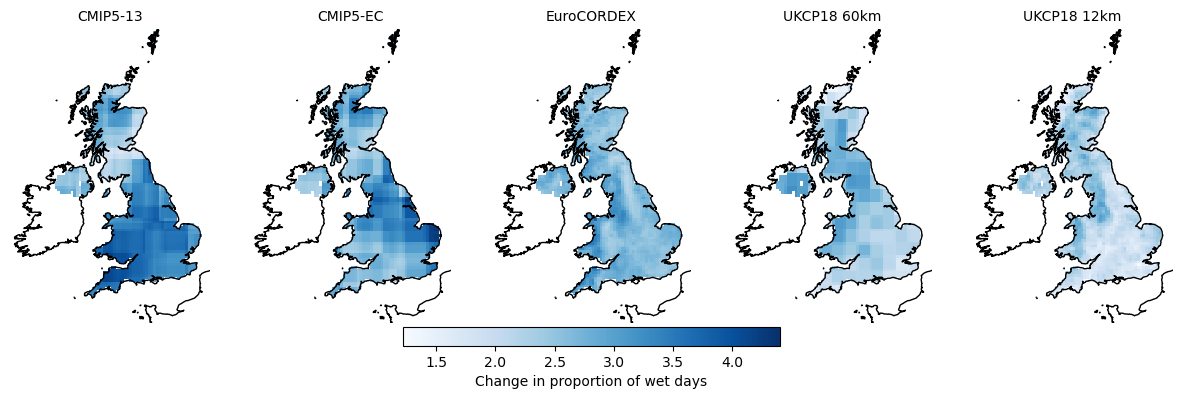 CMIP5-13 CMIP5-EC EuroCORDEX UKCP18 60km UKCP18 12km
1.5 2.0 2.5 3.0 3.5 4.0
Change in proportion of wet days